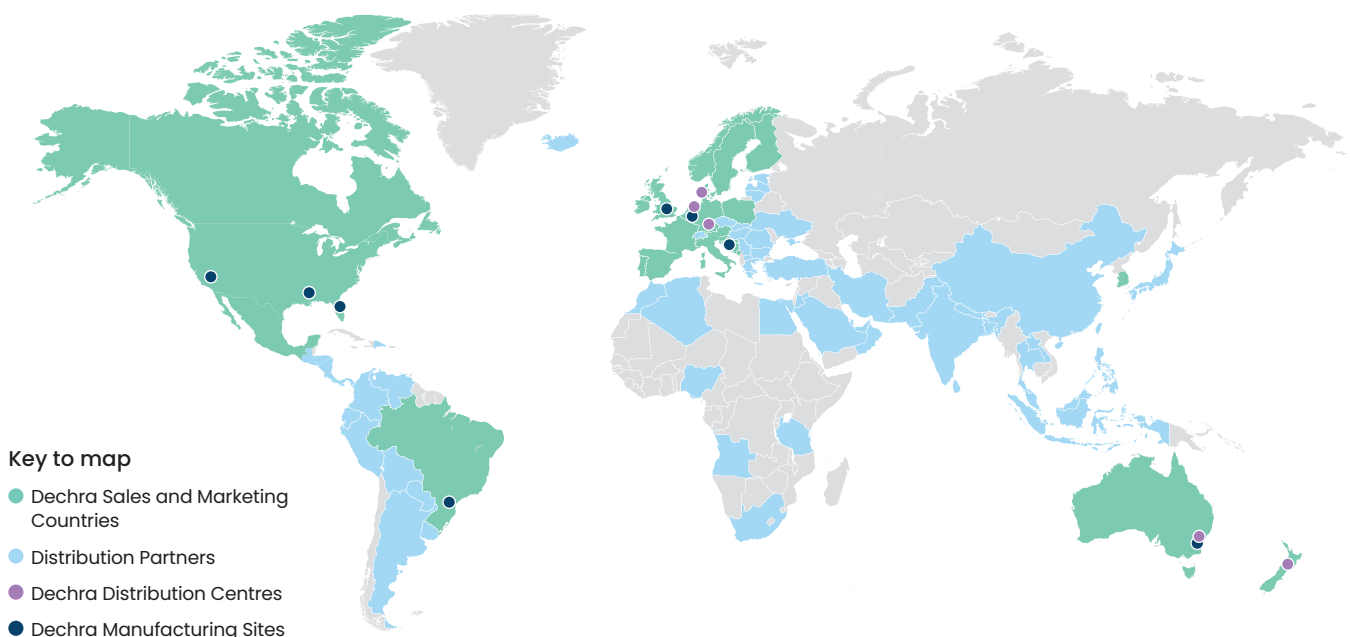 Key to map
Dechra Sales and Marketing
Countries
Distribution Partners
Dechra Distribution Centres
Dechra Manufacturing Sites